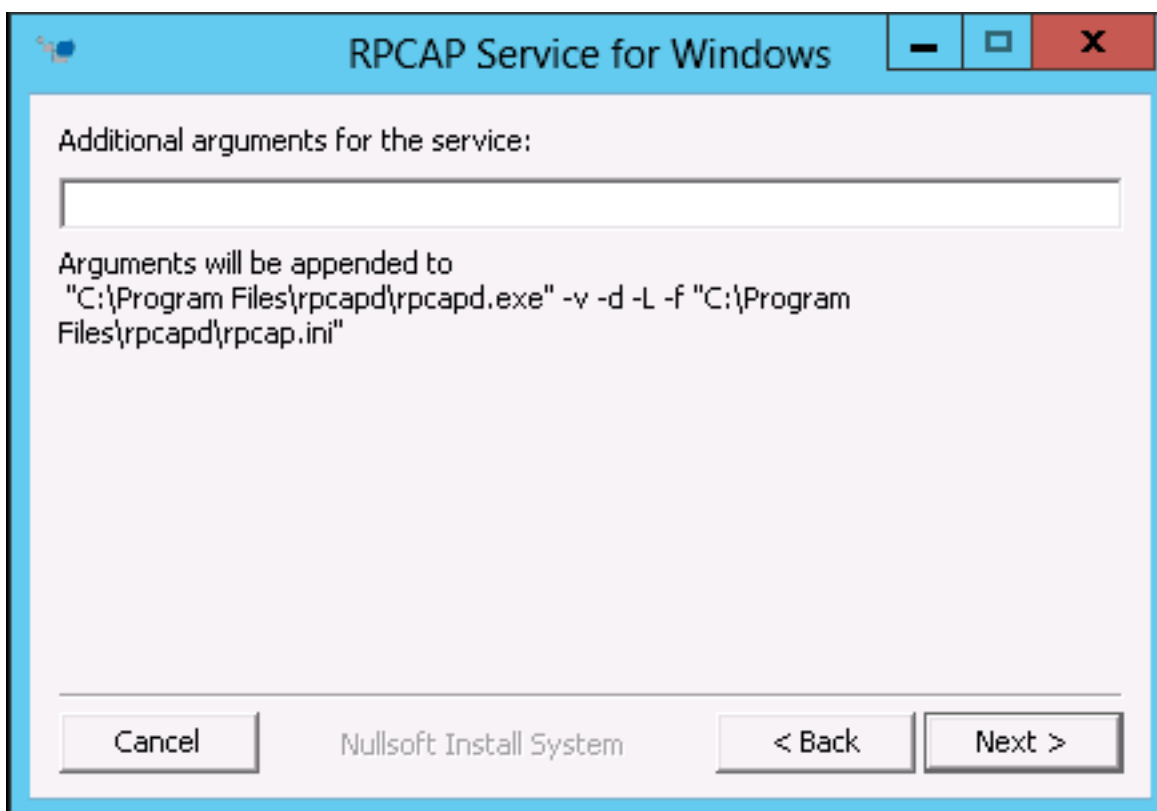 RPCAP Service for Windows
Additional arguments for the service:
Arguments will be appended to
"C:\Program Files\rpcapd\rpcapd.exe" -v -d -L -f "C:\Program
Files\rpcapd\rpcap.ini"
Cancel
Nullsoft Install System
< Back
Next >